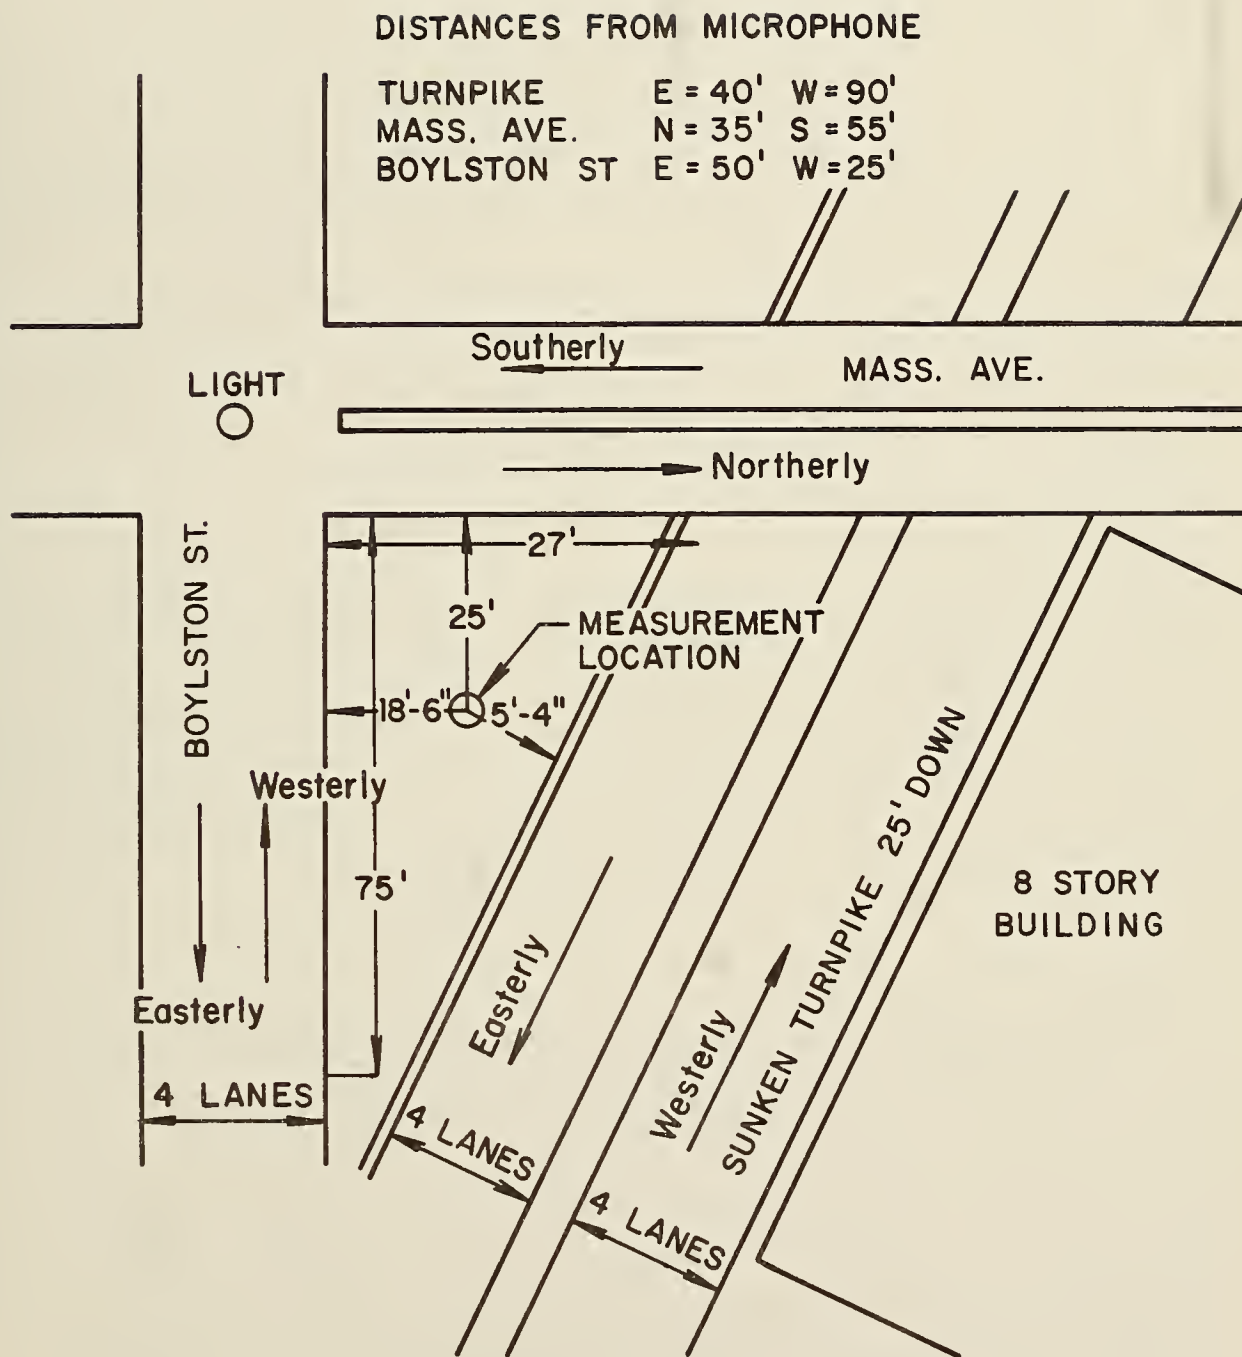 DISTANCES FROM MICROPHONE
TURNPIKE E = 40' W = 90'
MASS. AVE. N = 35' S = 55'
BOYLSTON ST E = 50' W = 25'
Southerly
MASS. AVE.
LIGHT
Northerly
27'
BOYLSTON ST.
25'
MEASUREMENT
LOCATION
18'-6"
5'-4"
Westerly
75'
SUNKEN TURNPIKE 25' DOWN
8 STORY
BUILDING
Easterly
Easterly
Westerly
4 LANES
4 LANES
4 LANES